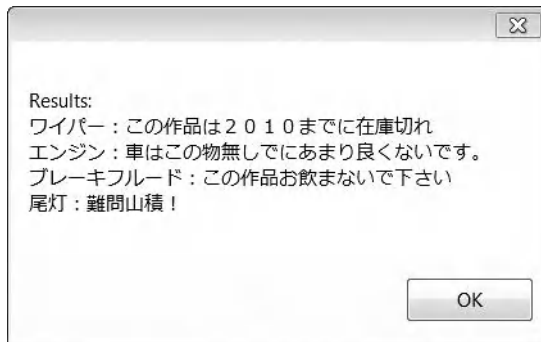 Results:
ワイパー：この作品は２０１０までに在庫切れ
エンジン：車はこの物無しでにあまり良くないです。
ブレーキフルード：この作品お飲まないで下さい
尾灯：難問山積！
OK